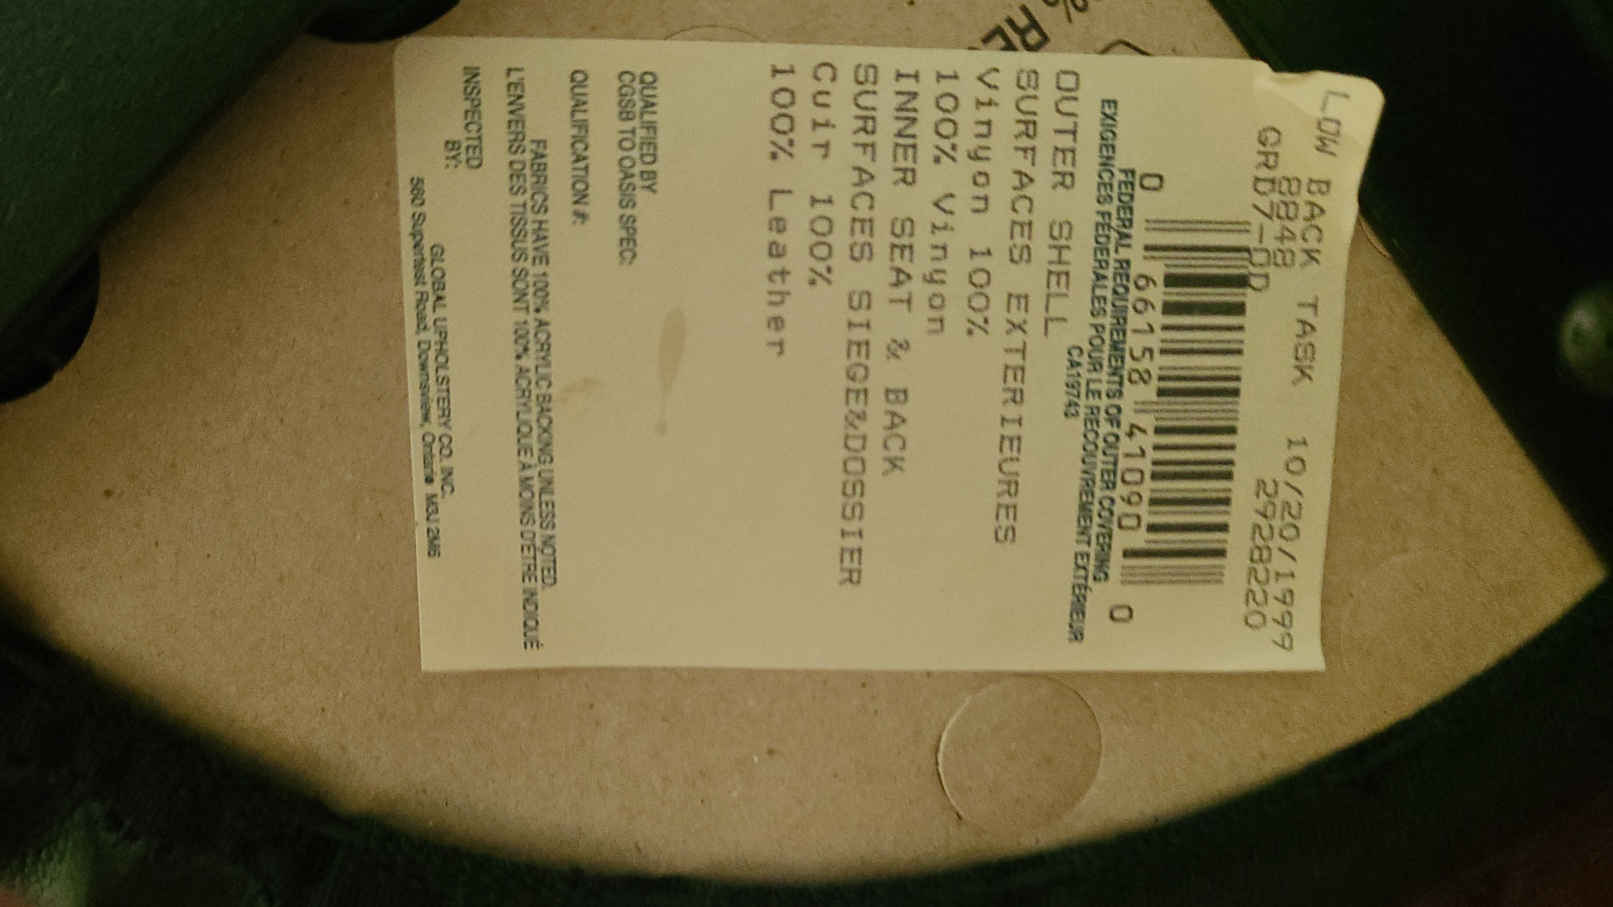 LOW BACK TASK 10/20/1999
8848 29282220
GRD7-DD
0 66158 41090 0
FEDERAL REQUIREMENTS OF OUTER COVERING
EXIGENCES FÉDÉRALES POUR LE RECOUVREMENT EXTÉRIEUR
CA19743
OUTER SHELL
SURFACES EXTERIEURES
Vinyon 100%
100% Vinyon
INNER SEAT & BACK
SURFACES SIEGE&DOSSIER
Cuir 100%
100% Leather
QUALIFIED BY
CGSB TO OASIS SPEC:
QUALIFICATION #:
FABRICS HAVE 100% ACRYLIC BACKING UNLESS NOTED.
L'ENVERS DES TISSUS SONT 100% ACRYLIQUE À MOINS D'ÊTRE INDIQUÉ
INSPECTED
BY:
GLOBAL UPHOLSTERY CO. INC.
560 Supertest Road, Downsview, Ontario M3J 2M6